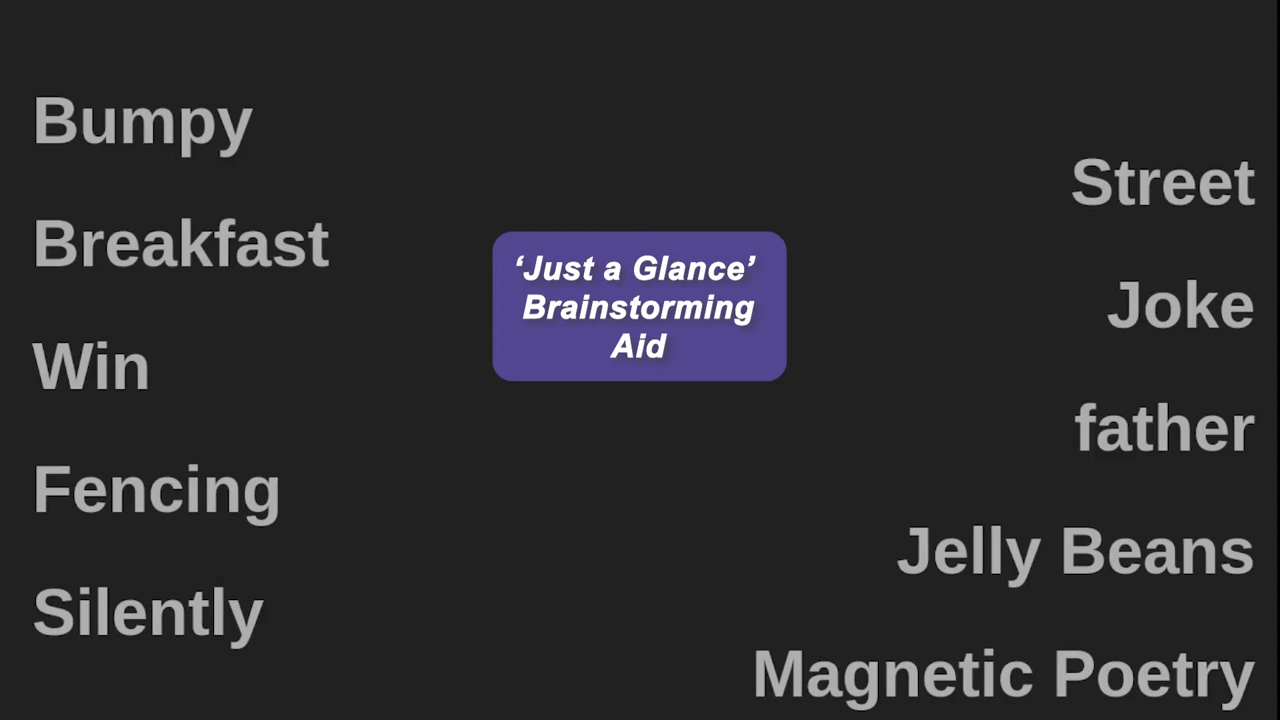 Bumpy
Breakfast
Win
Fencing
Silently
‘Just a Glance’
Brainstorming
Aid
Street
Joke
father
Jelly Beans
Magnetic Poetry